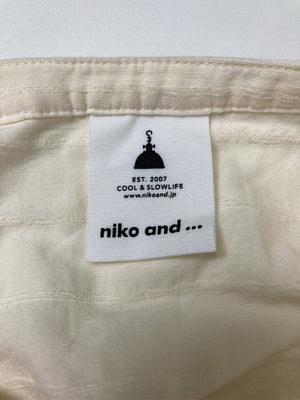 EST. 2007
COOL & SLOWLIFE
www.nikoand.jp
niko and ...